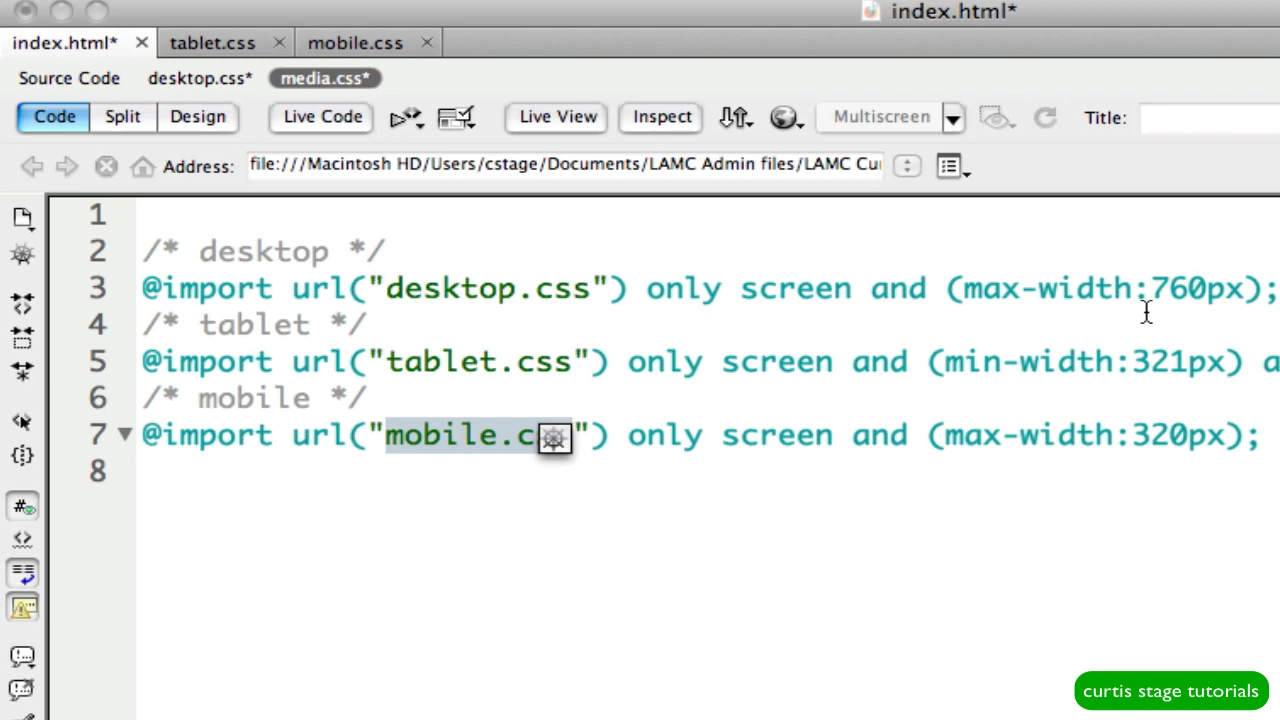 index.html*
index.html* tablet.css mobile.css
Source Code desktop.css* media.css*
Code Split Design Live Code Live View Inspect Multiscreen Title:
Address: file:///Macintosh HD/Users/cstage/Documents/LAMC Admin files/LAMC Cu
1
2 /* desktop */
3 @import url("desktop.css") only screen and (max-width:760px);
4 /* tablet */
5 @import url("tablet.css") only screen and (min-width:321px) a
6 /* mobile */
7 @import url("mobile.c ") only screen and (max-width:320px);
8
curtis stage tutorials